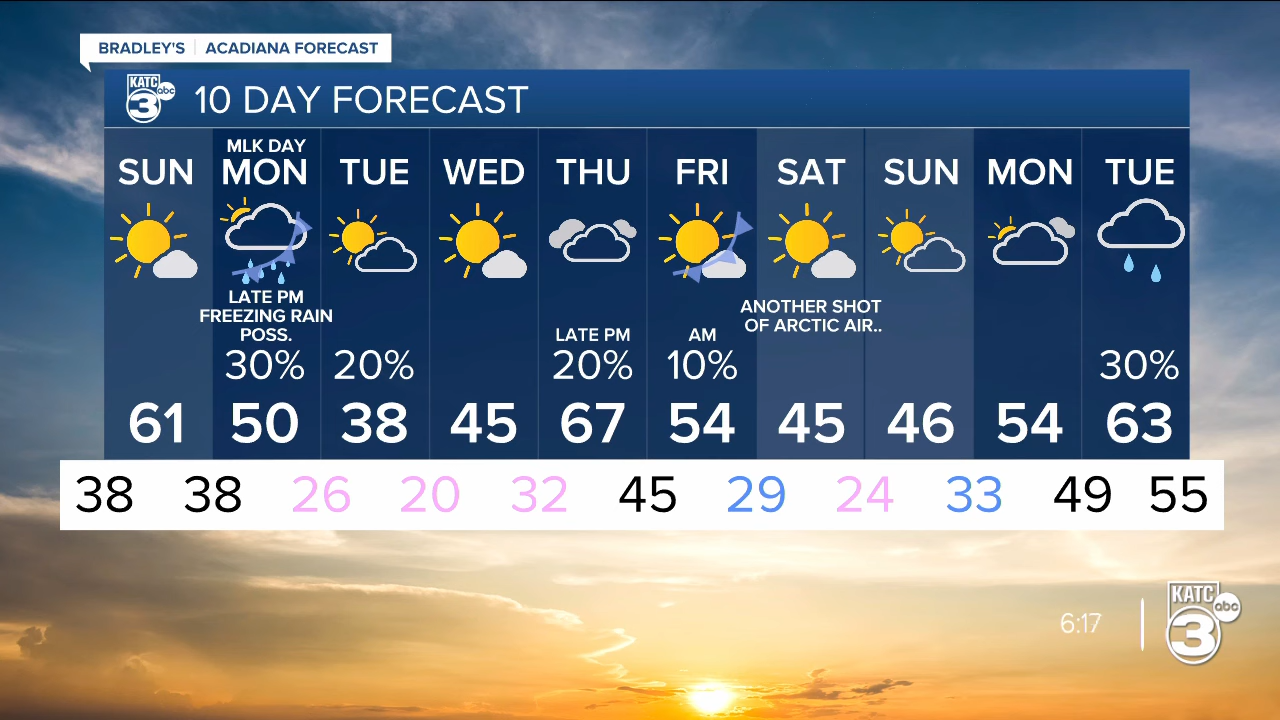 BRADLEY'S | ACADIANA FORECAST
KATC abc 3
10 DAY FORECAST
MLK DAY
SUN MON TUE WED THU FRI SAT SUN MON TUE
LATE PM
FREEZING RAIN
POSS.
ANOTHER SHOT
OF ARCTIC AIR..
LATE PM AM
30% 20% 20% 10% 30%
61 50 38 45 67 54 45 46 54 63
38 38 26 20 32 45 29 24 33 49 55
6:17
KATC abc 3